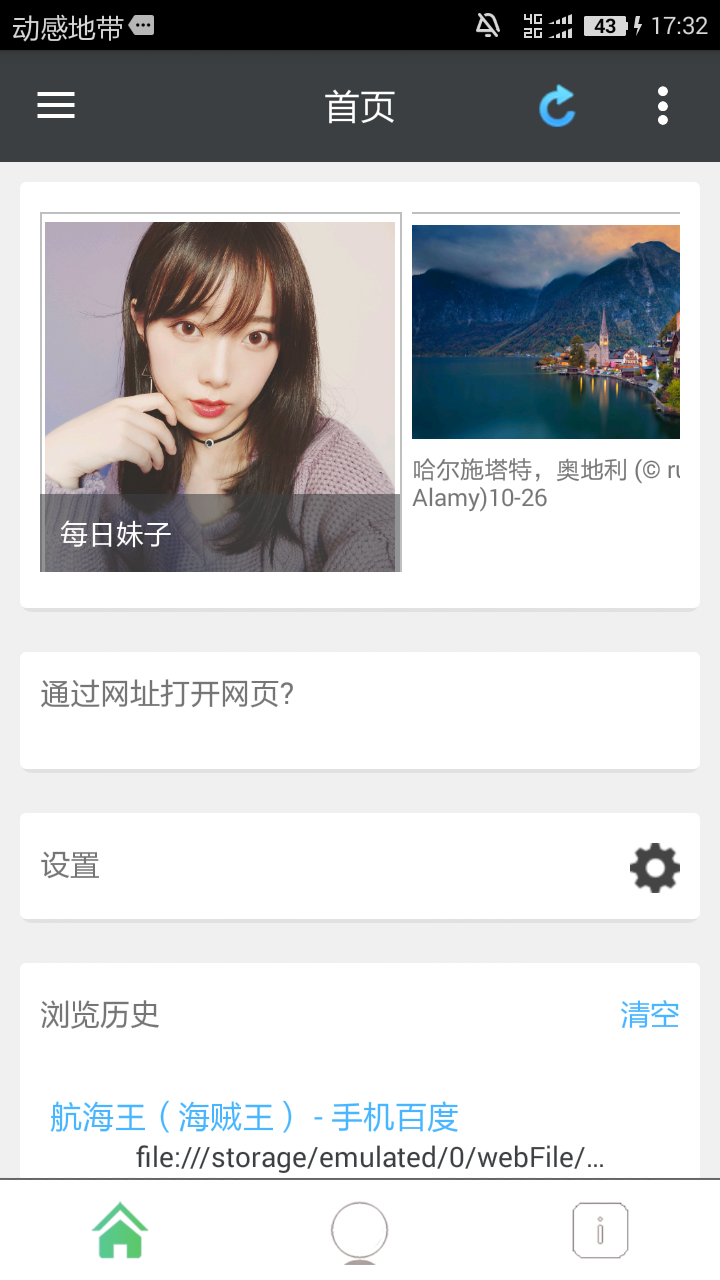 动感地带
4G
2G
43
17:32
首页
每日妹子
哈尔施塔特，奥地利 (©
Alamy)10-26
通过网址打开网页?
设置
浏览历史
清空
航海王（海贼王）- 手机百度
file:///storage/emulated/0/webFile/...